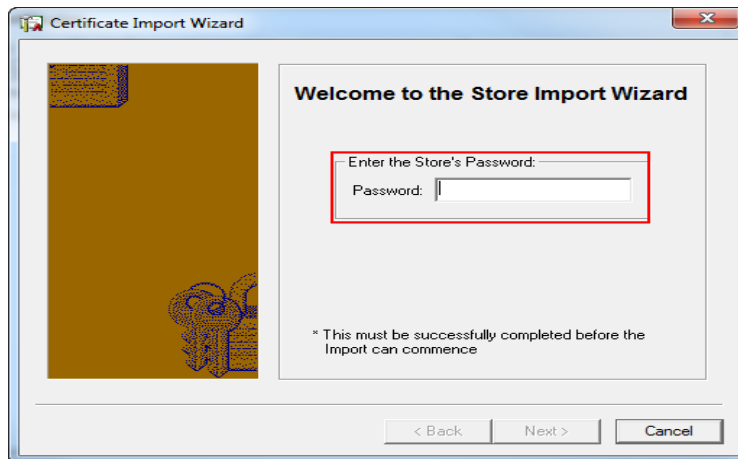 Certificate Import Wizard
Welcome to the Store Import Wizard
Enter the Store's Password:
Password:
* This must be successfully completed before the
Import can commence
< Back Next > Cancel